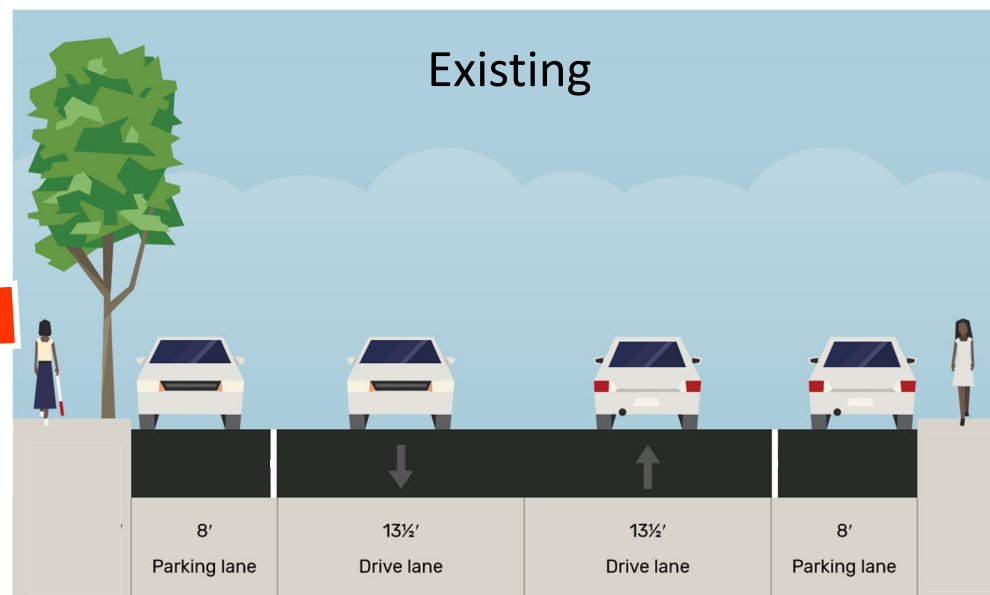 Existing
8′ 13½′ 13½′ 8′
Parking lane Drive lane Drive lane Parking lane